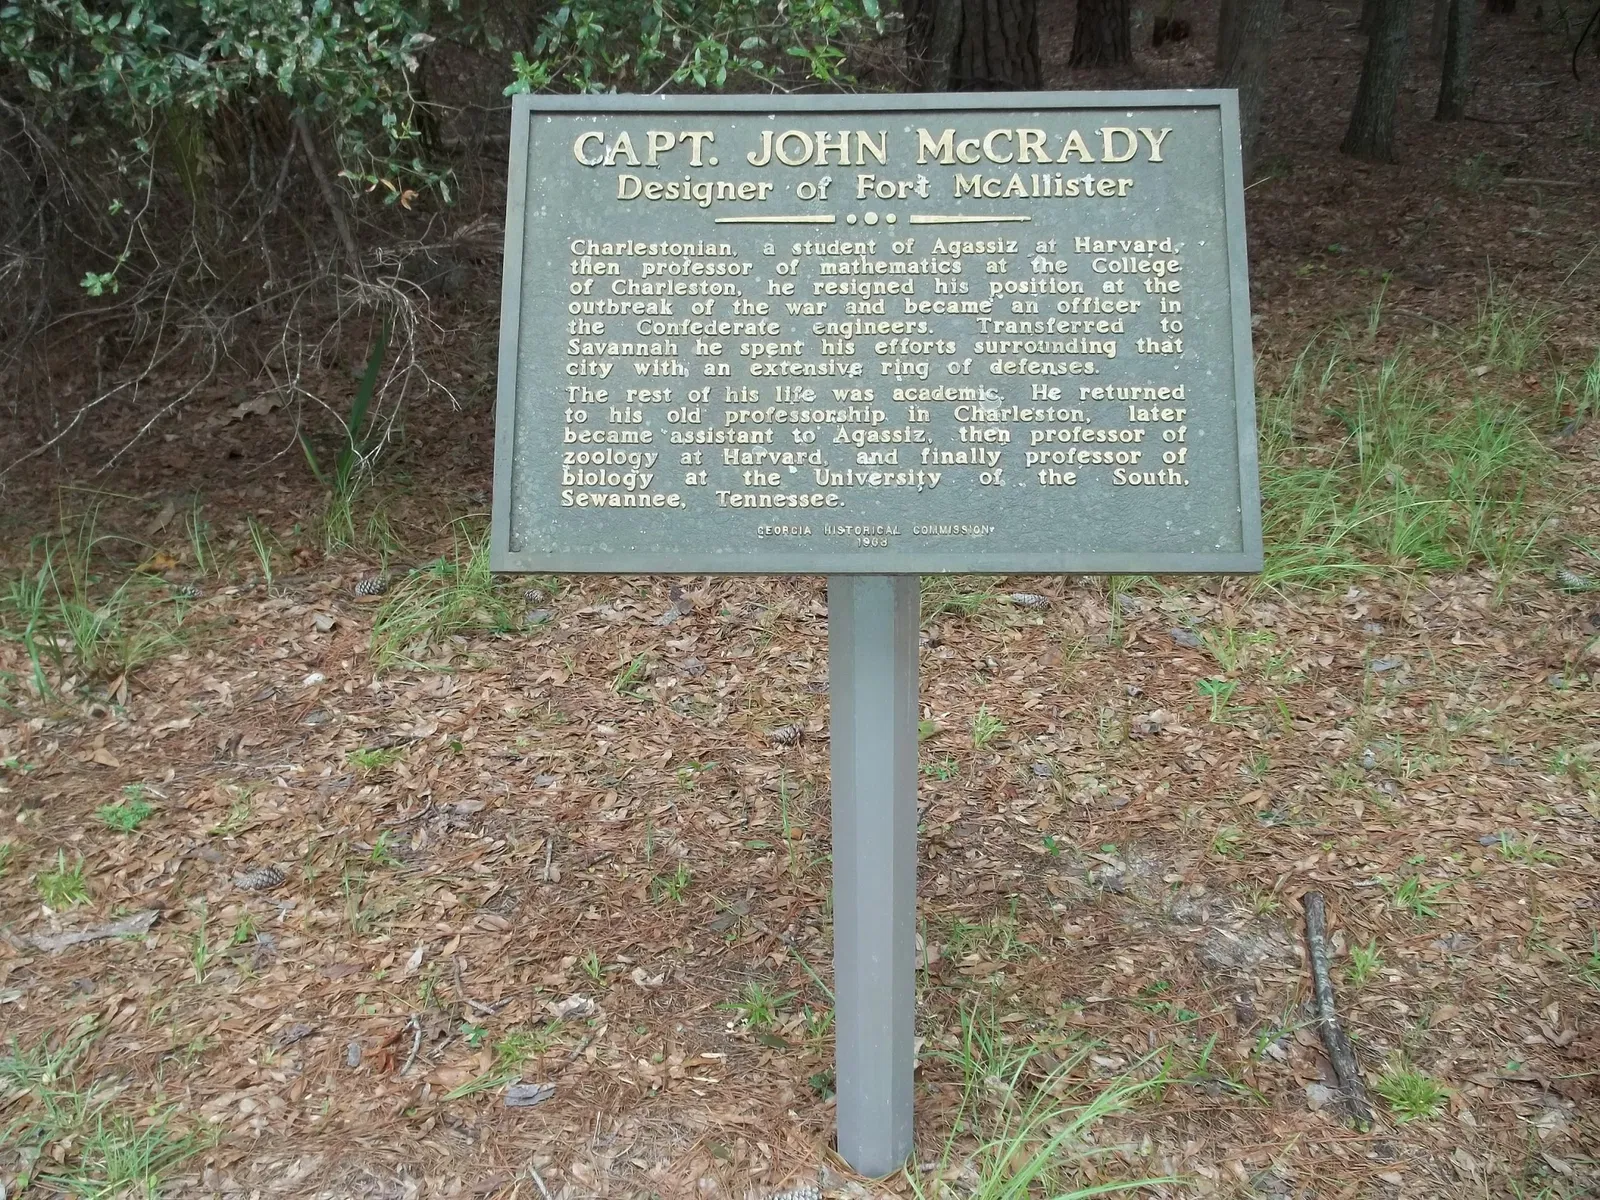 CAPT. JOHN McCRADY
Designer of Fort McAllister
Charlestonian, a student of Agassiz at Harvard,
then professor of mathematics at the College
of Charleston, he resigned his position at the
outbreak of the war and became an officer in
the Confederate engineers. Transferred to
Savannah he spent his efforts surrounding that
city with an extensive ring of defenses.
The rest of his life was academic. He returned
to his old professorship in Charleston, later
became assistant to Agassiz, then professor of
zoology at Harvard, and finally professor of
biology at the University of the South,
Sewannee, Tennessee.
GEORGIA HISTORICAL COMMISSION
1963